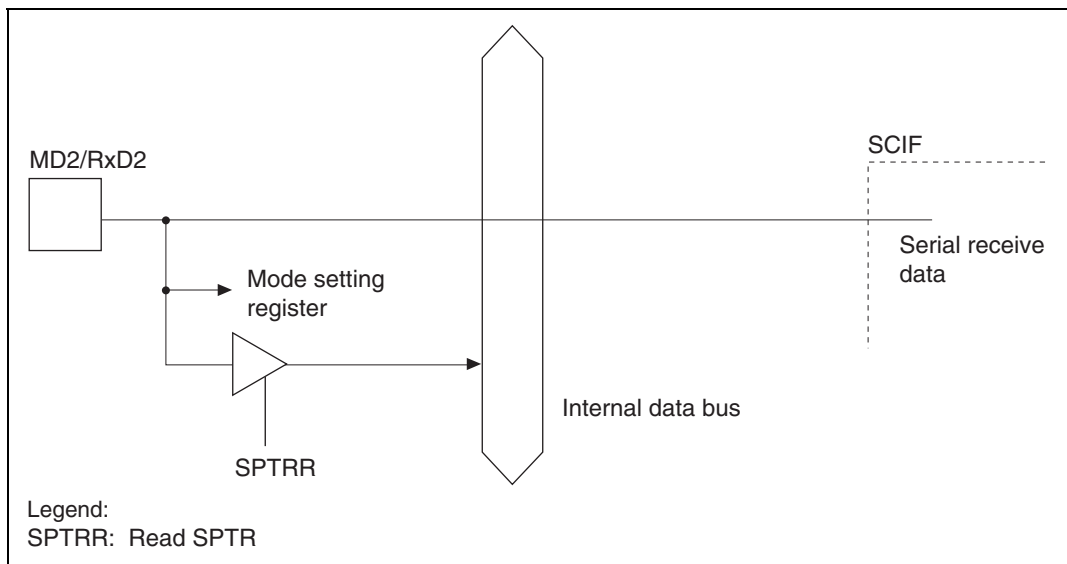 MD2/RxD2
SCIF
Serial receive
data
Mode setting
register
Internal data bus
SPTRR
Legend:
SPTRR: Read SPTR